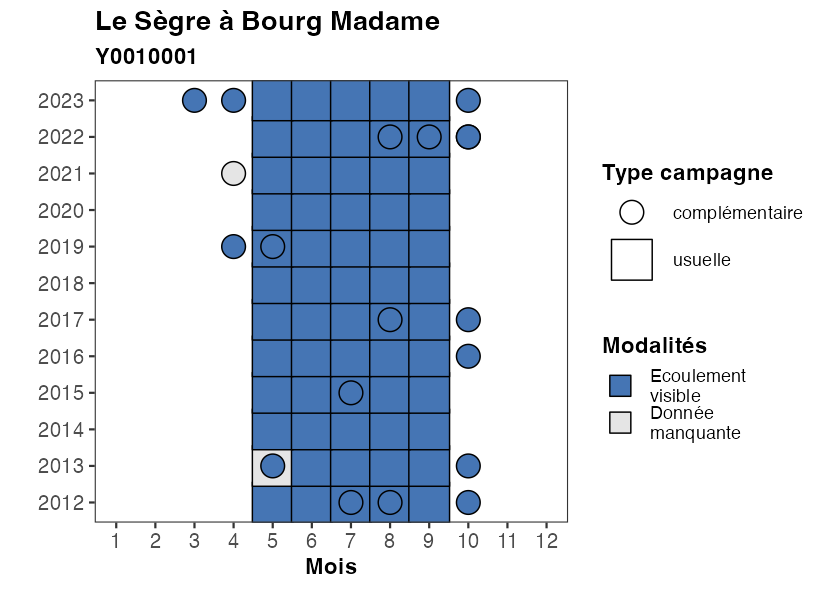 Le Sègre à Bourg Madame
Y0010001
2023
2022
2021
2020
2019
2018
2017
2016
2015
2014
2013
2012
1 2 3 4 5 6 7 8 9 10 11 12
Mois
Type campagne
complémentaire
usuelle
Modalités
Ecoulement
visible
Donnée
manquante